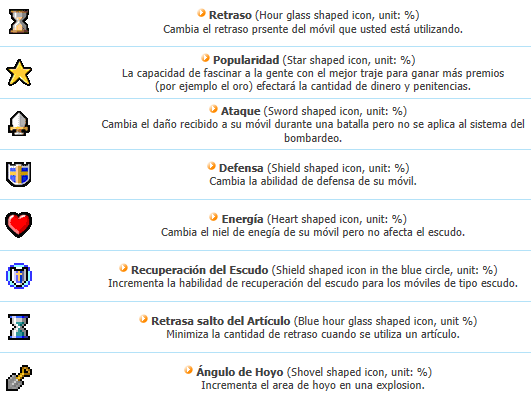 Retraso (Hour glass shaped icon, unit: %)
Cambia el retraso prsente del móvil que usted está utilizando.
Popularidad (Star shaped icon, unit: %)
La capacidad de fascinar a la gente con el mejor traje para ganar más premios
(por ejemplo el oro) efectará la cantidad de dinero y penitencias.
Ataque (Sword shaped icon, unit: %)
Cambia el daño recibido a su móvil durante una batalla pero no se aplica al sistema del
bombardeo.
Defensa (Shield shaped icon, unit: %)
Cambia la abilidad de defensa de su móvil.
Energía (Heart shaped icon, unit: %)
Cambia el niel de enegía de su móvil pero no afecta el escudo.
Recuperación del Escudo (Shield shaped icon in the blue circle, unit: %)
Incrementa la habilidad de recuperación del escudo para los móviles de tipo escudo.
Retrasa salto del Artículo (Blue hour glass shaped icon, unit %)
Minimiza la cantidad de retraso cuando se utiliza un artículo.
Ángulo de Hoyo (Shovel shaped icon, unit: %)
Incrementa el area de hoyo en una explosion.